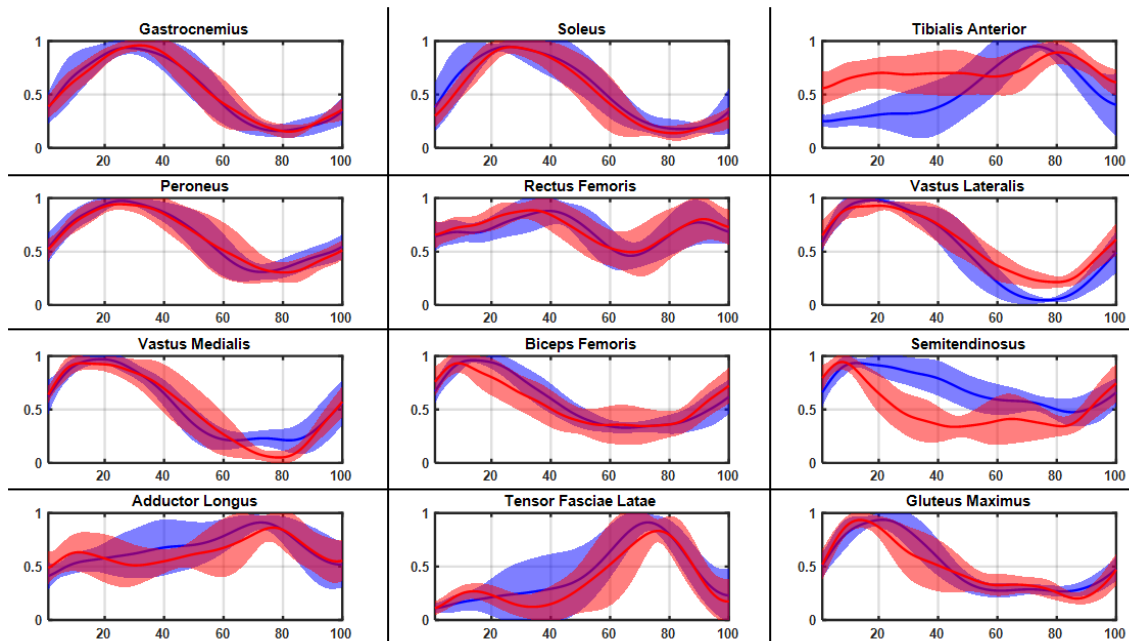 Gastrocnemius Soleus Tibialis Anterior
1 1 1
0.5 0.5 0.5
0 0 0
20 40 60 80 100 20 40 60 80 100 20 40 60 80 100
Peroneus Rectus Femoris Vastus Lateralis
1 1 1
0.5 0.5 0.5
0 0 0
20 40 60 80 100 20 40 60 80 100 20 40 60 80 100
Vastus Medialis Biceps Femoris Semitendinosus
1 1 1
0.5 0.5 0.5
0 0 0
20 40 60 80 100 20 40 60 80 100 20 40 60 80 100
Adductor Longus Tensor Fasciae Latae Gluteus Maximus
1 1 1
0.5 0.5 0.5
0 0 0
20 40 60 80 100 20 40 60 80 100 20 40 60 80 100